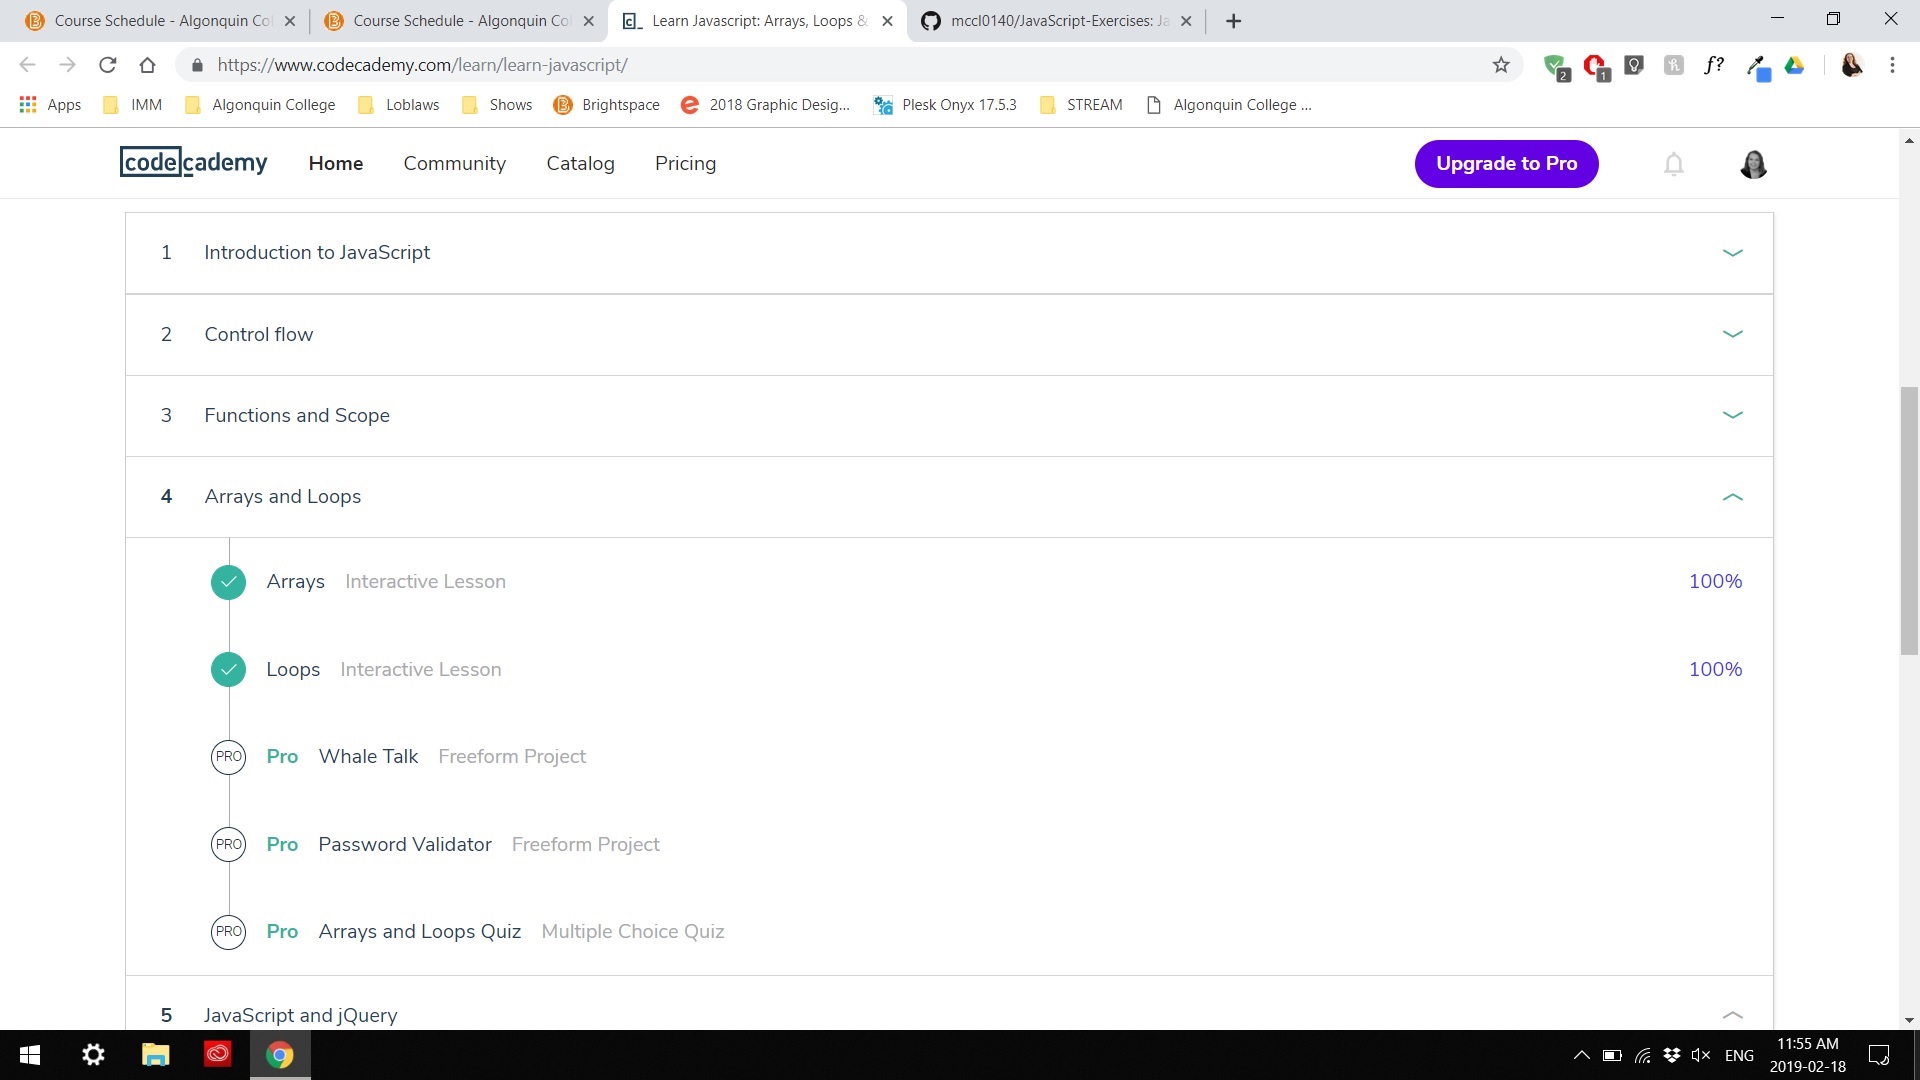 Course Schedule - Algonquin Co
Course Schedule - Algonquin Co
Learn Javascript: Arrays, Loops &
mccl0140/JavaScript-Exercises: Ja
https://www.codecademy.com/learn/learn-javascript/
2
1
f?
Apps
IMM
Algonquin College
Loblaws
Shows
Brightspace
2018 Graphic Desig...
Plesk Onyx 17.5.3
STREAM
Algonquin College ...
codecademy
Home
Community
Catalog
Pricing
Upgrade to Pro
1 Introduction to JavaScript
2 Control flow
3 Functions and Scope
4 Arrays and Loops
Arrays Interactive Lesson 100%
Loops Interactive Lesson 100%
PRO Pro Whale Talk Freeform Project
PRO Pro Password Validator Freeform Project
PRO Pro Arrays and Loops Quiz Multiple Choice Quiz
5 JavaScript and jQuery
ENG
11:55 AM
2019-02-18